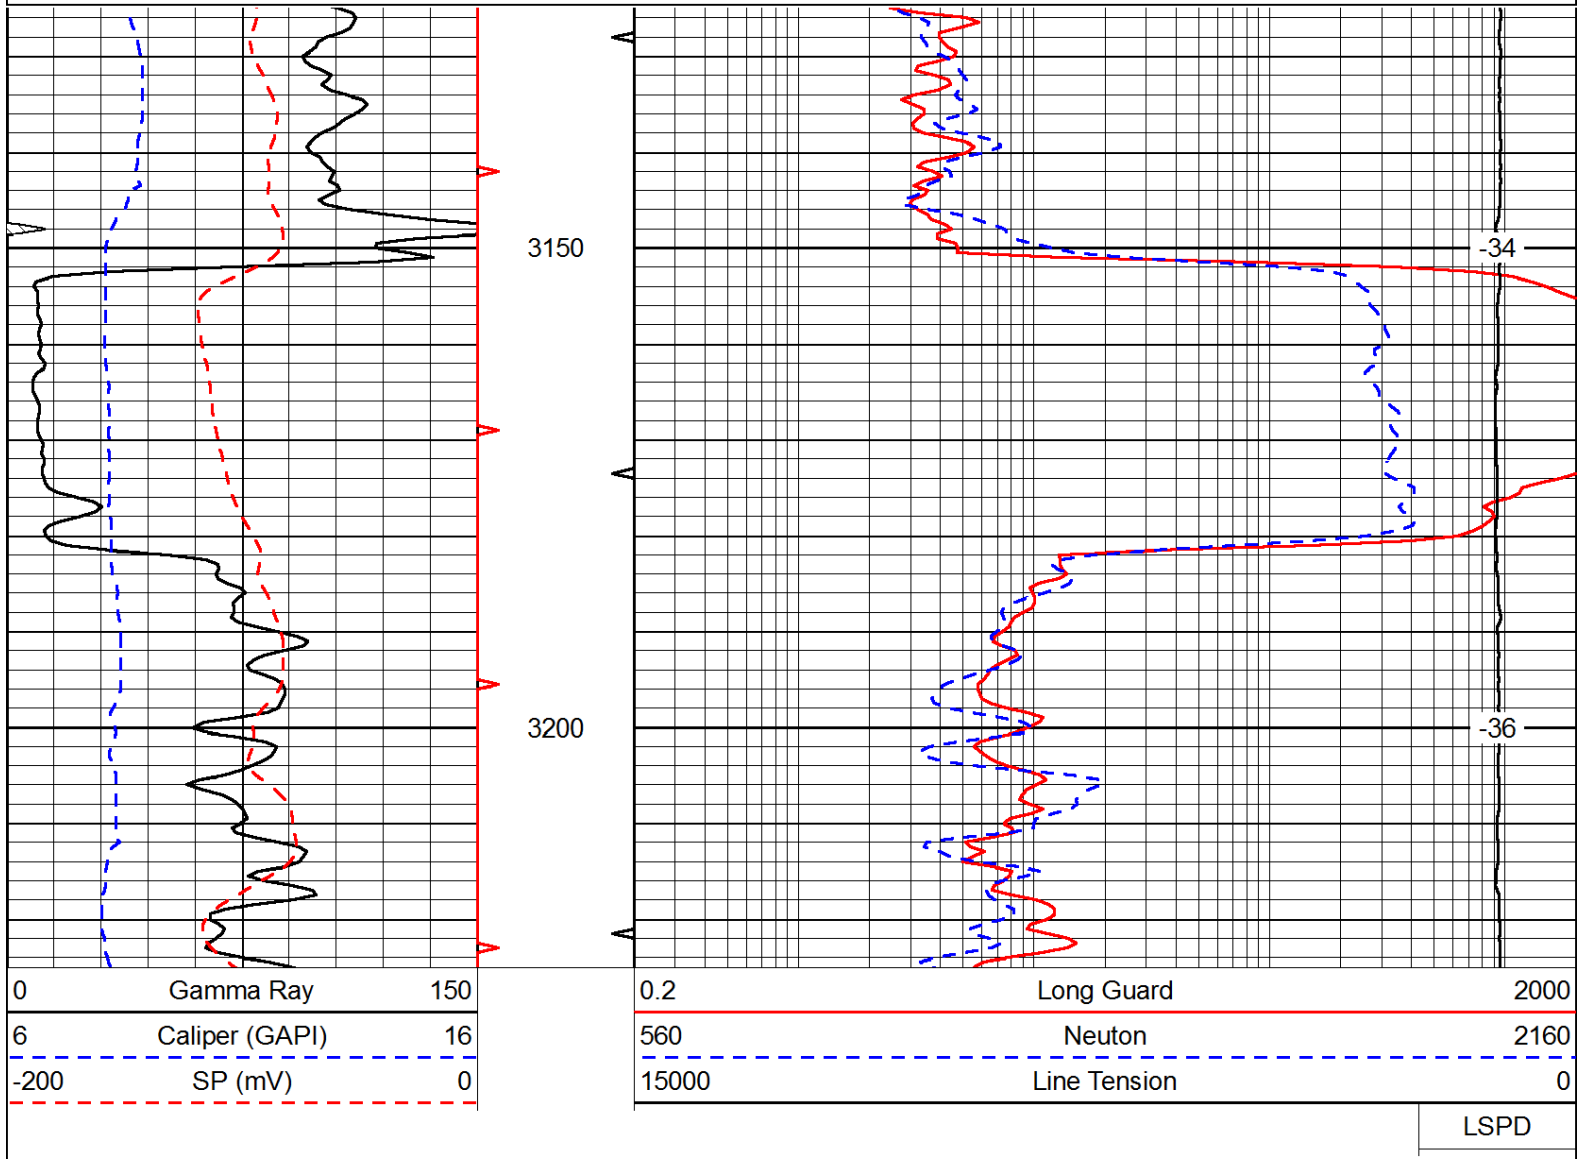 3150
-34
3200
-36
0 Gamma Ray 150
6 Caliper (GAPI) 16
-200 SP (mV) 0
0.2 Long Guard 2000
560 Neuton 2160
15000 Line Tension 0
LSPD